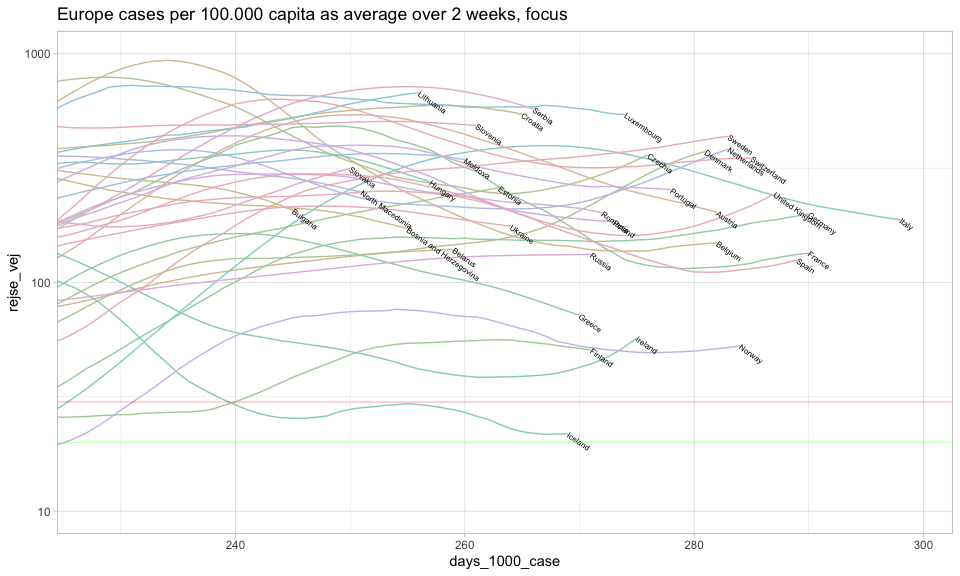 Europe cases per 100.000 capita as average over 2 weeks, focus
1000
100
10
rejse_vej
Lithuania
Serbia
Croatia
Luxembourg
Slovenia
Sweden
Switzerland
Netherlands
Denmark
Czechia
Moldova
Slovakia
Hungary
Estonia
North Macedonia
Portugal
United Kingdom
Bulgaria
Austria
Romania
Poland
Germany
Italy
Ukraine
Bosnia and Herzegovina
Belarus
Belgium
Russia
France
Spain
Greece
Ireland
Finland
Norway
Iceland
240
260
280
300
days_1000_case